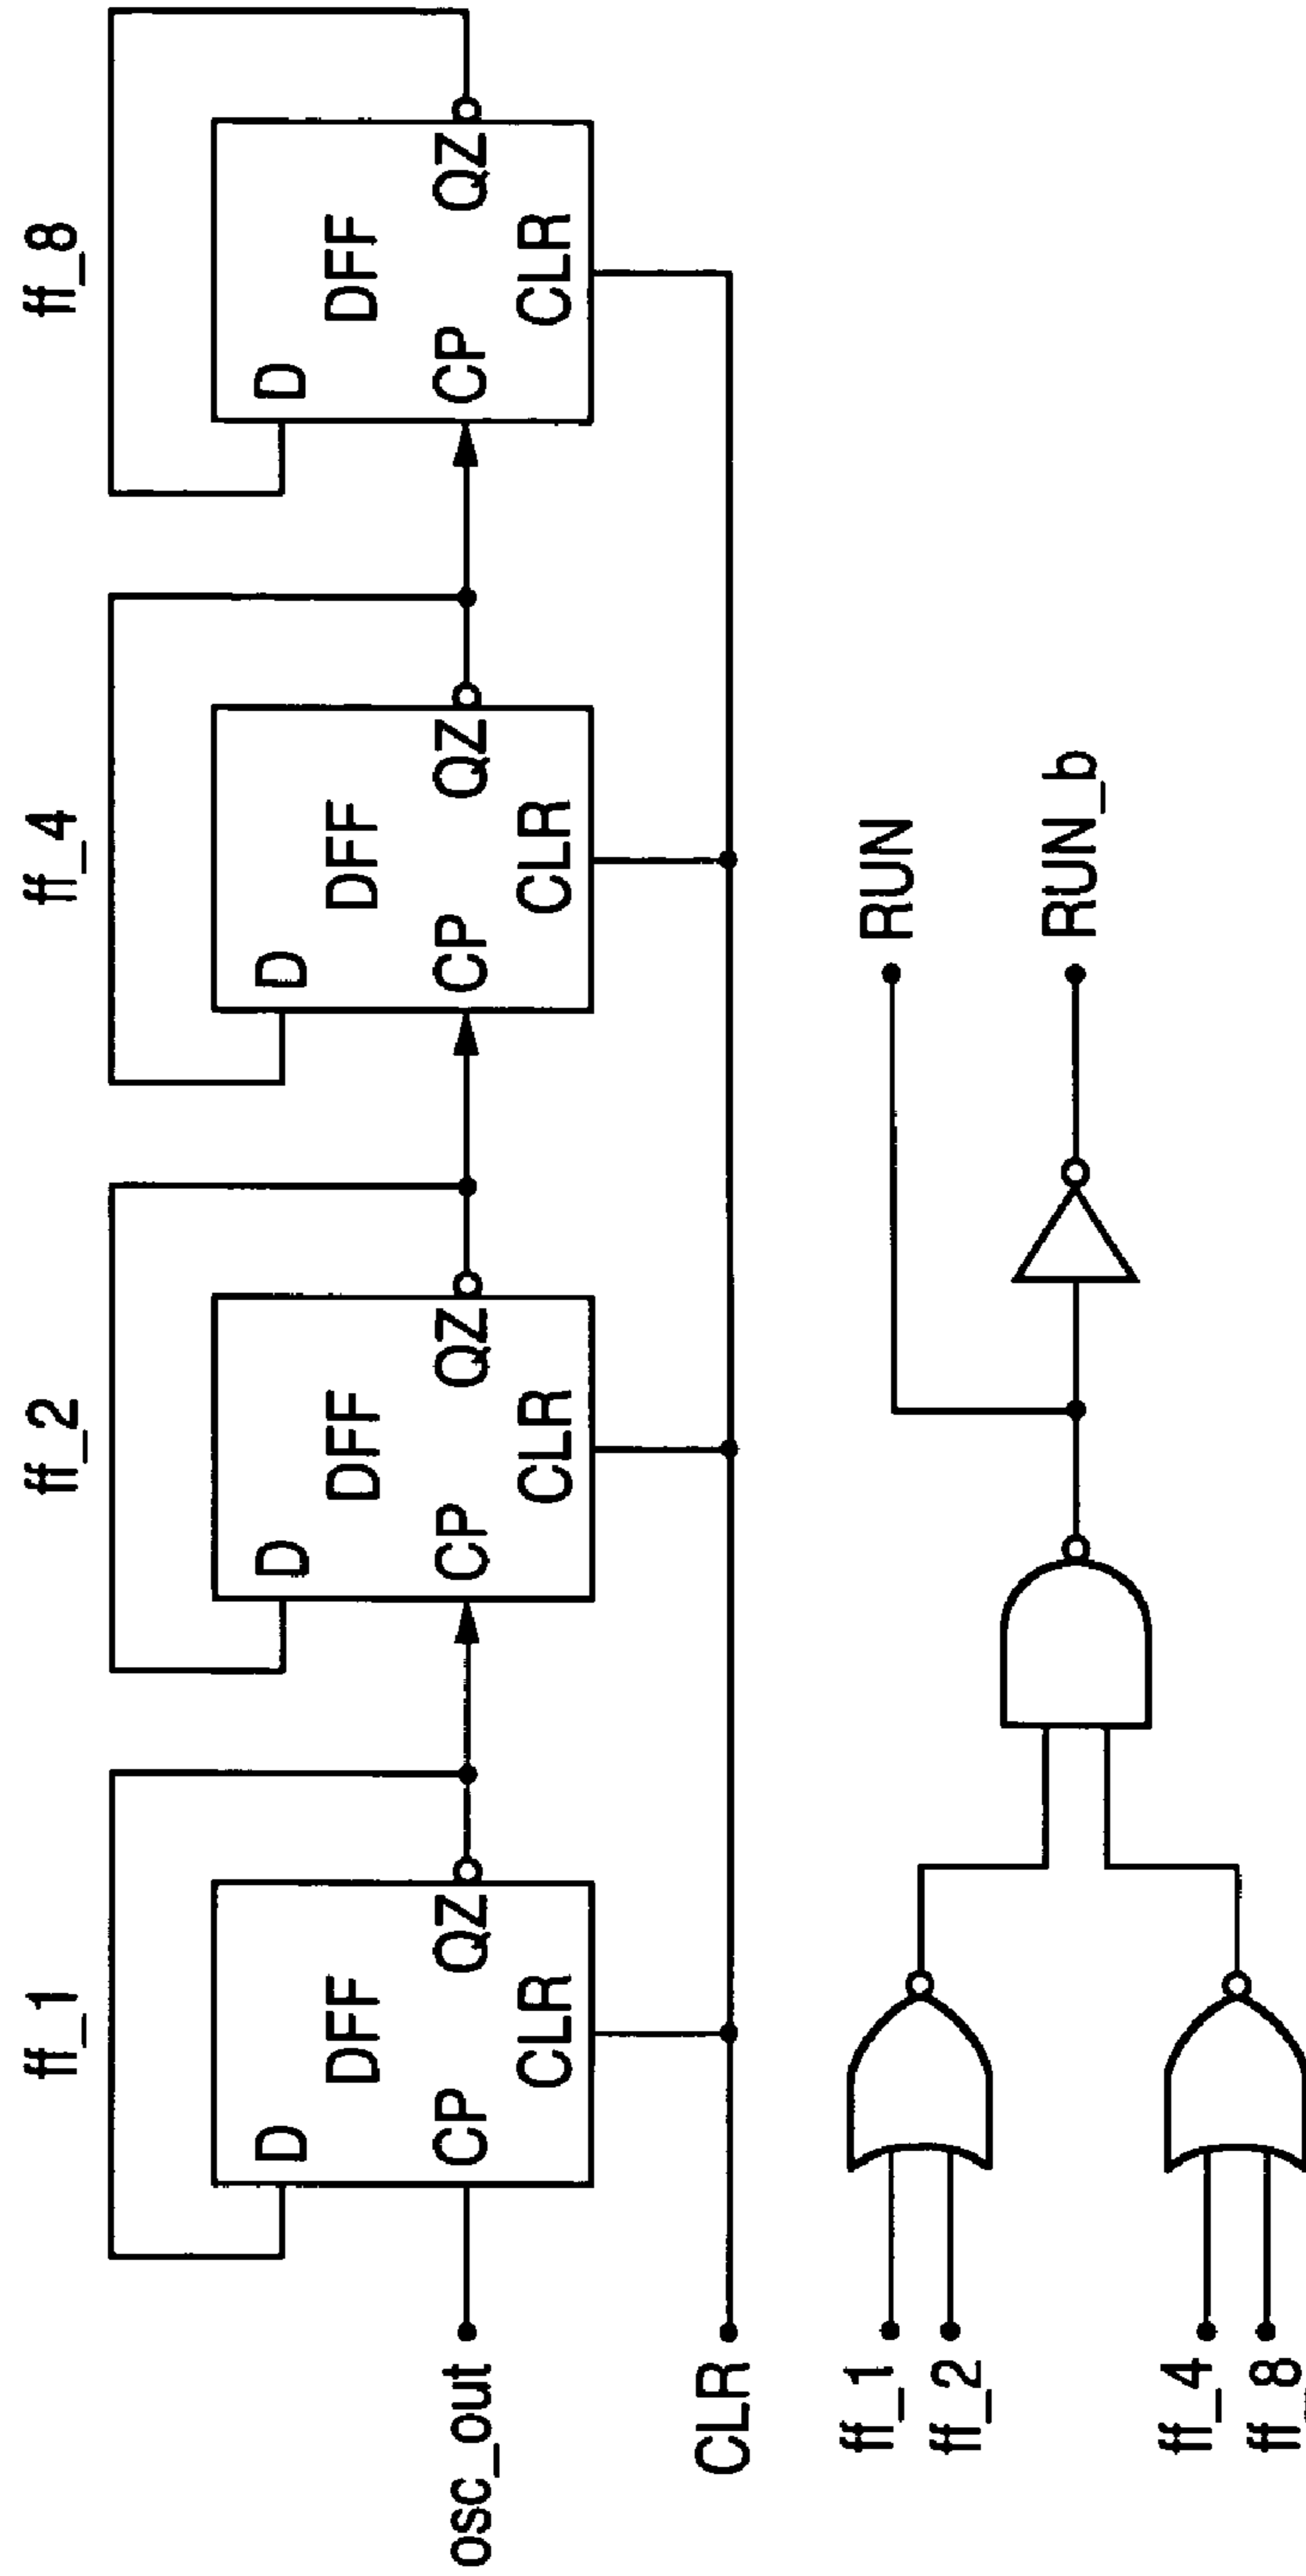 ff_1
ff_2
ff_4
ff_8
D
DFF
CP
QZ
CLR
D
DFF
CP
QZ
CLR
D
DFF
CP
QZ
CLR
D
DFF
CP
QZ
CLR
osc_out
CLR
ff_1
ff_2
ff_4
ff_8
RUN
RUN_b